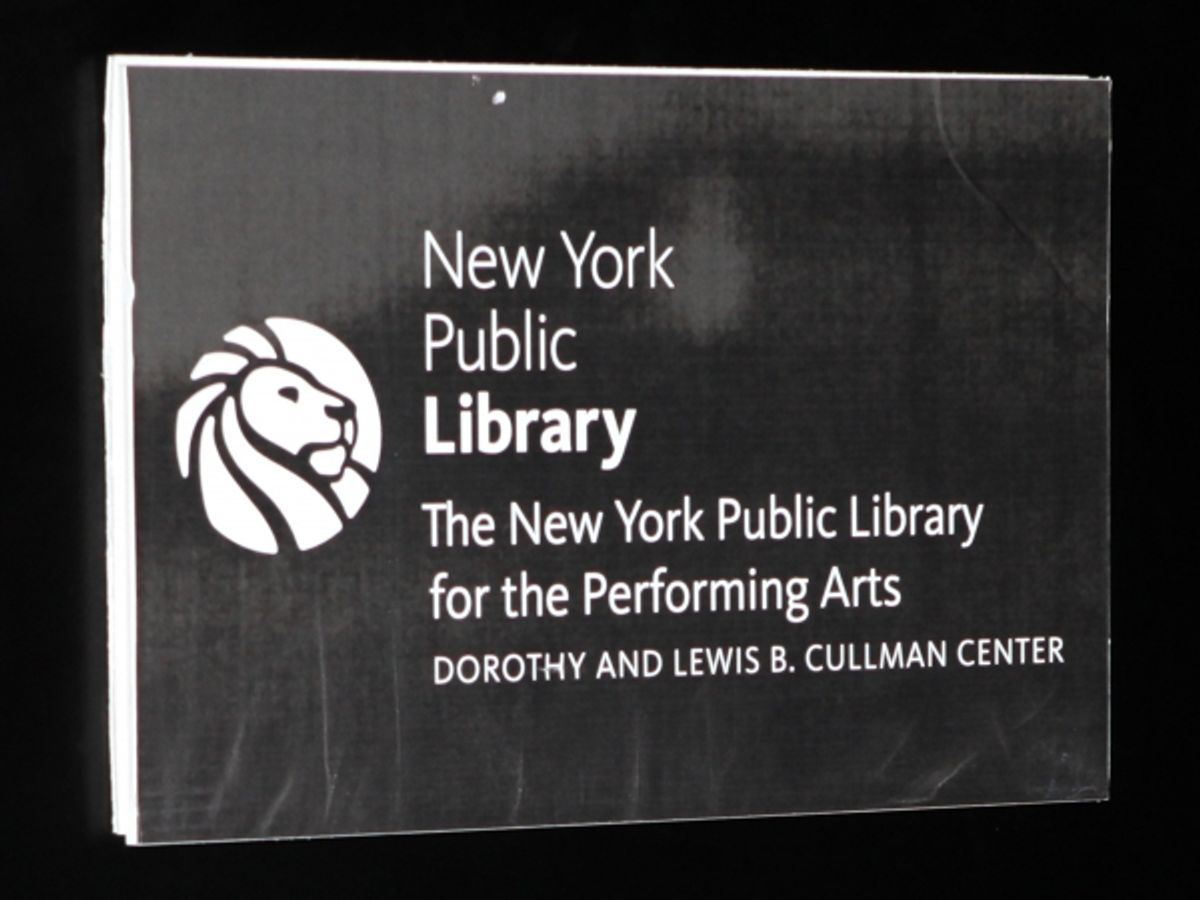 New York
Public
Library
The New York Public Library
for the Performing Arts
DOROTHY AND LEWIS B. CULLMAN CENTER